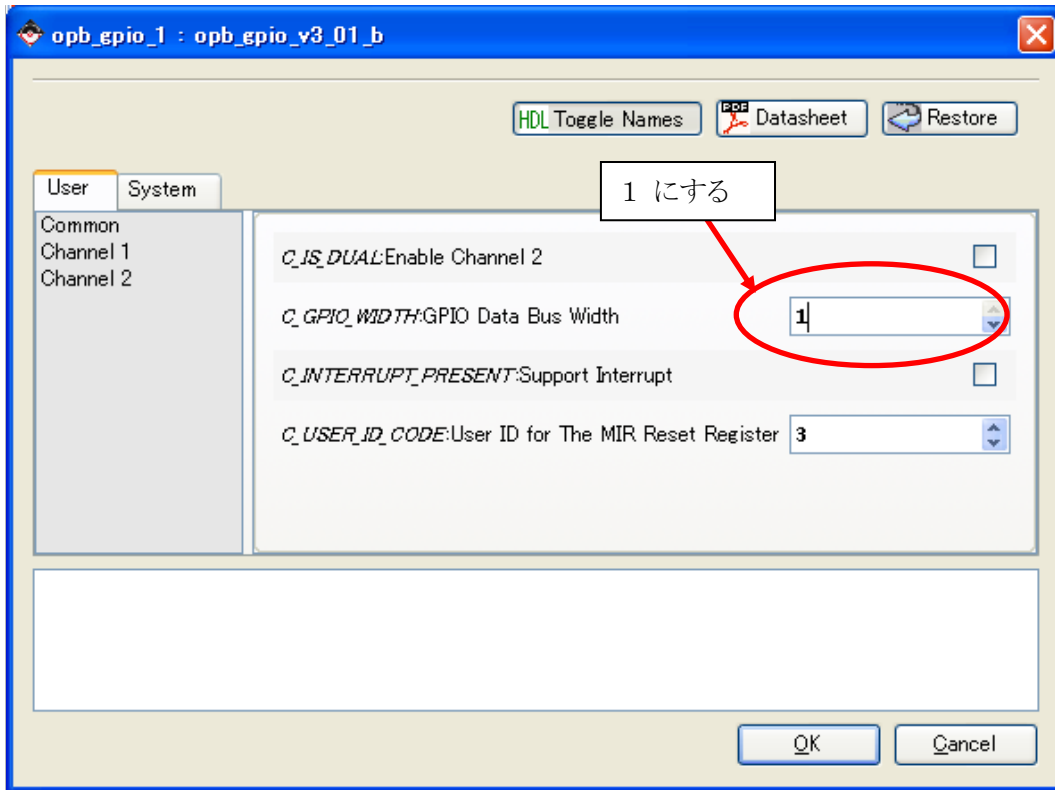 opb_gpio_1 : opb_gpio_v3_01_b
HDL Toggle Names
PDF Datasheet
Restore
1 にする
User
System
Common
Channel 1
Channel 2
C_IS_DUAL:Enable Channel 2
C_GPIO_WIDTH:GPIO Data Bus Width
1
C_INTERRUPT_PRESENT:Support Interrupt
C_USER_ID_CODE:User ID for The MIR Reset Register
3
OK
Cancel